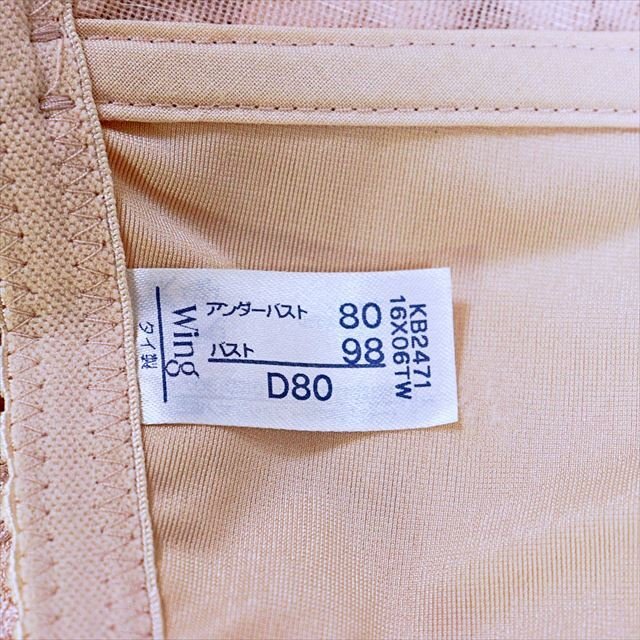 Wing
タイ製
アンダーバスト 80
バスト 98
D80
KB2471
16X06TW